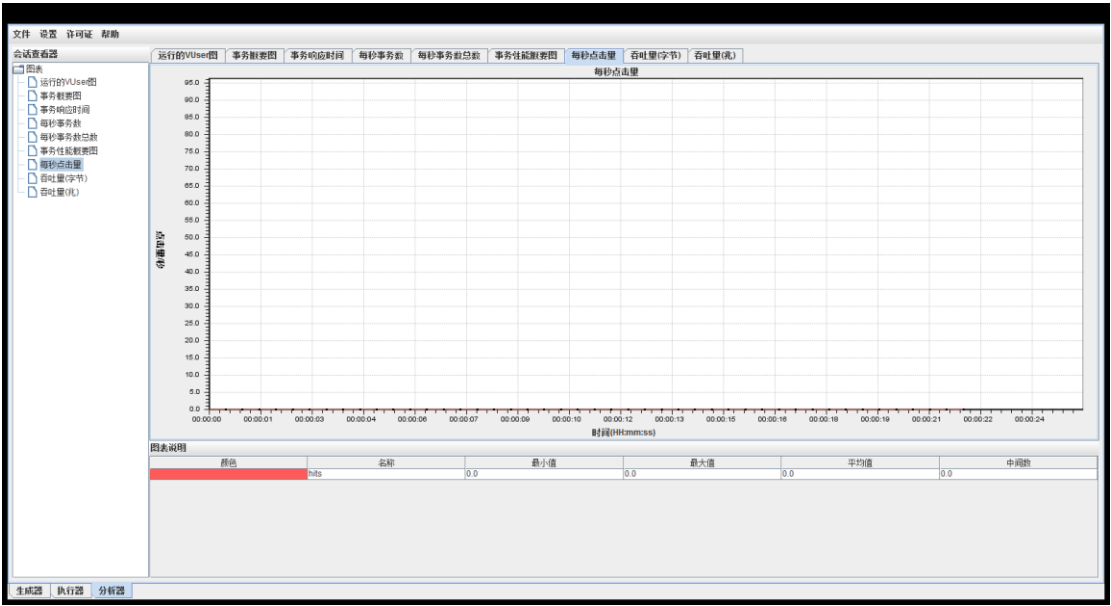 文件 设置 许可证 帮助
会话查看器
图表
运行的VUser图
事务概要图
事务响应时间
每秒事务数
每秒事务数总数
事务性能概要图
每秒点击量
吞吐量(字节)
吞吐量(兆)
运行的VUser图 事务概要图 事务响应时间 每秒事务数 每秒事务数总数 事务性能概要图 每秒点击量 吞吐量(字节) 吞吐量(兆)
每秒点击量
95.0
90.0
85.0
80.0
75.0
70.0
65.0
60.0
55.0
50.0
45.0
40.0
35.0
30.0
25.0
20.0
15.0
10.0
5.0
0.0
点击量/秒
00:00:00 00:00:01 00:00:03 00:00:04 00:00:06 00:00:07 00:00:09 00:00:10 00:00:12 00:00:13 00:00:15 00:00:16 00:00:18 00:00:19 00:00:21 00:00:22 00:00:24
时间(HH:mm:ss)
图表说明
颜色 名称 最小值 最大值 平均值 中间数
hits 0.0 0.0 0.0 0.0
生成器 执行器 分析器